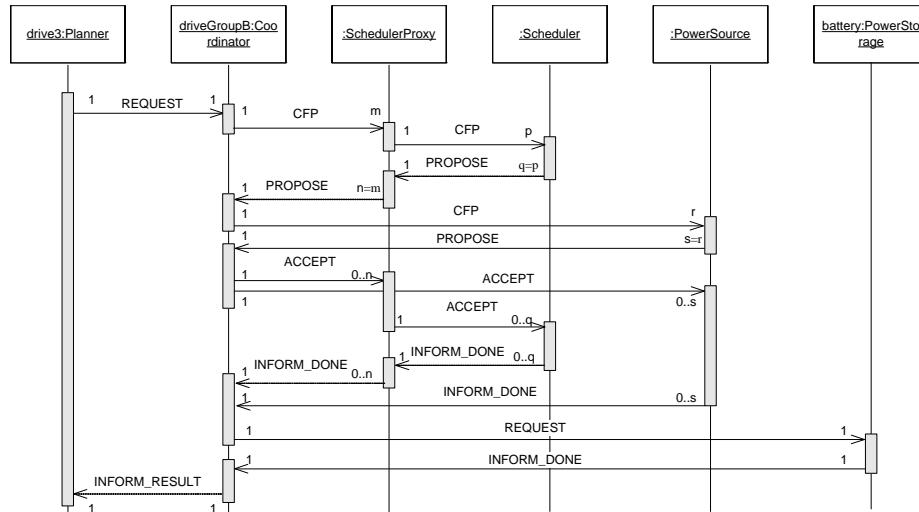 drive3:Planner
driveGroupB:Coo
rdinator
:SchedulerProxy
:Scheduler
:PowerSource
battery:PowerSto
rage
1 REQUEST 1
1 CFP m
1 CFP p
1 PROPOSE q=p
1 PROPOSE n=m
1 CFP r
1 PROPOSE s=r
ACCEPT
1 0..n
ACCEPT
1 0..s
ACCEPT
1 0..q
1 INFORM_DONE 0..q
1 INFORM_DONE 0..n
1 INFORM_DONE 0..s
1 REQUEST 1
1 INFORM_DONE 1
INFORM_RESULT
1 1